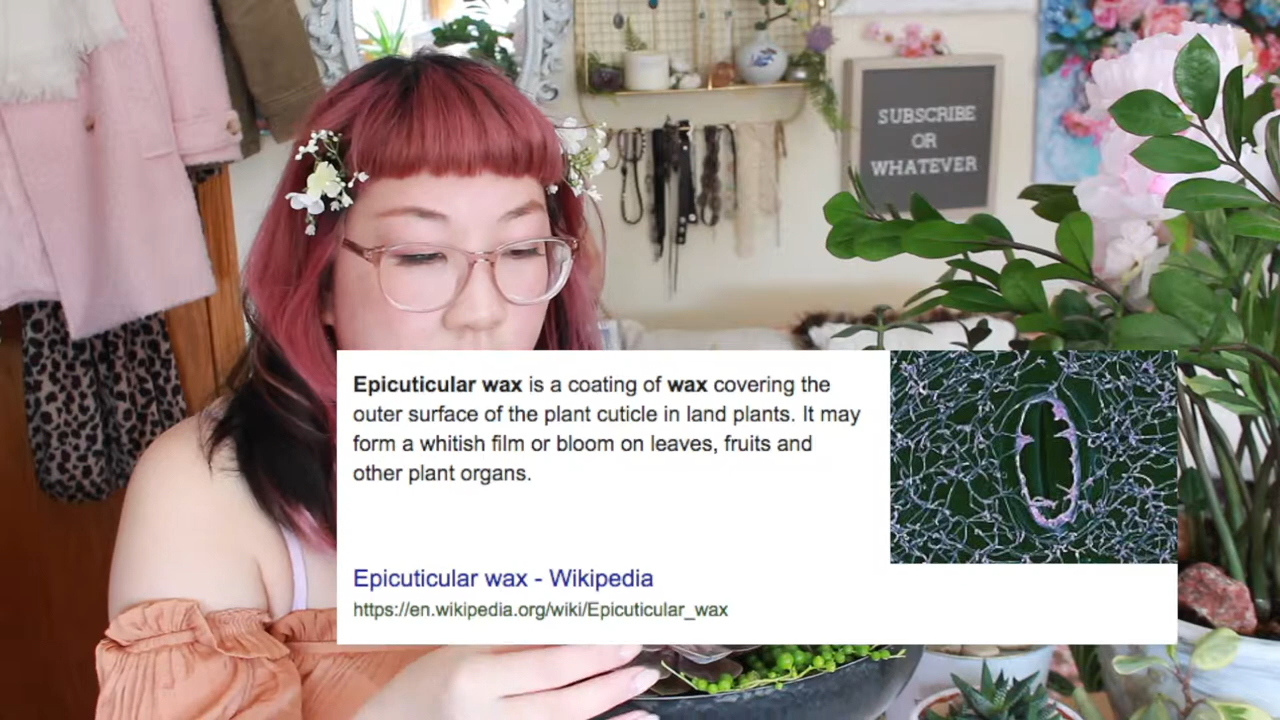 SUBSCRIBE
OR
WHATEVER
Epicuticular wax is a coating of wax covering the
outer surface of the plant cuticle in land plants. It may
form a whitish film or bloom on leaves, fruits and
other plant organs.
Epicuticular wax - Wikipedia
https://en.wikipedia.org/wiki/Epicuticular_wax